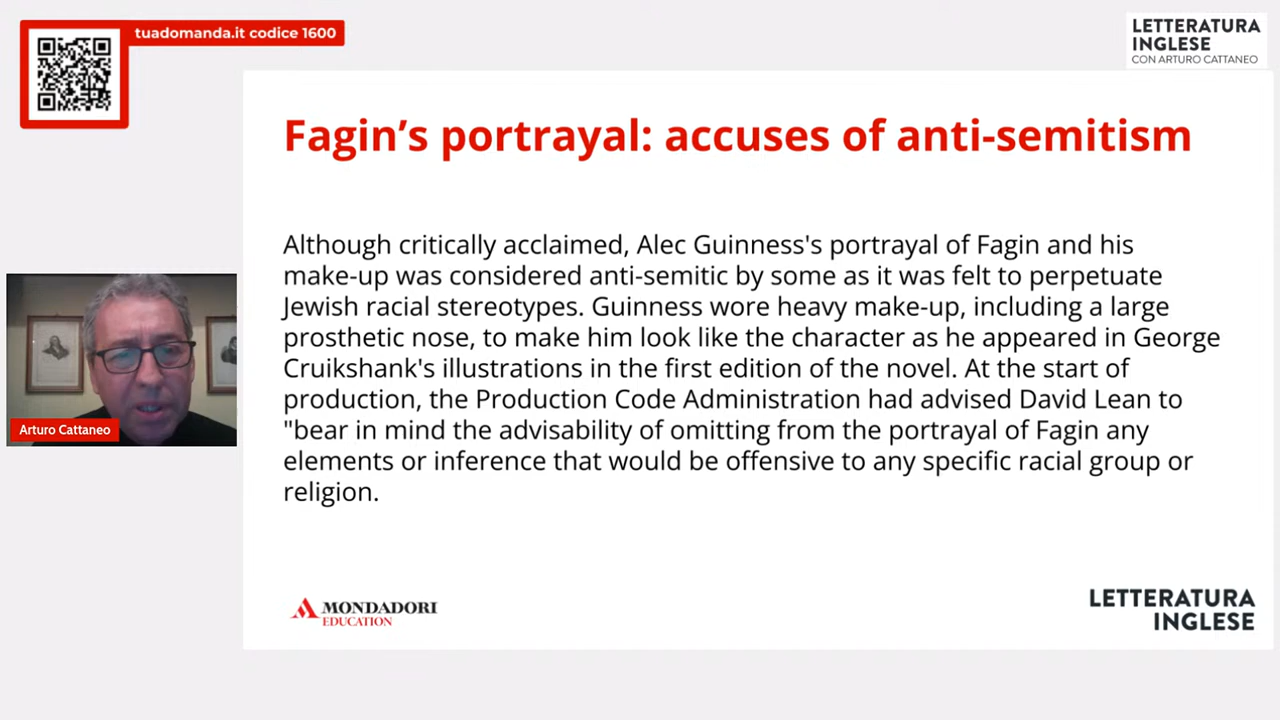 tuadomanda.it codice 1600
LETTERATURA
INGLESE
CON ARTURO CATTANEO
Fagin's portrayal: accuses of anti-semitism
Although critically acclaimed, Alec Guinness's portrayal of Fagin and his
make-up was considered anti-semitic by some as it was felt to perpetuate
Jewish racial stereotypes. Guinness wore heavy make-up, including a large
prosthetic nose, to make him look like the character as he appeared in George
Cruikshank's illustrations in the first edition of the novel. At the start of
production, the Production Code Administration had advised David Lean to
"bear in mind the advisability of omitting from the portrayal of Fagin any
elements or inference that would be offensive to any specific racial group or
religion.
Arturo Cattaneo
MONDADORI
EDUCATION
LETTERATURA
INGLESE